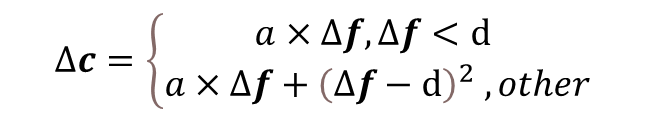 Δc = { a × Δf, Δf < d
a × Δf + (Δf − d)² , other